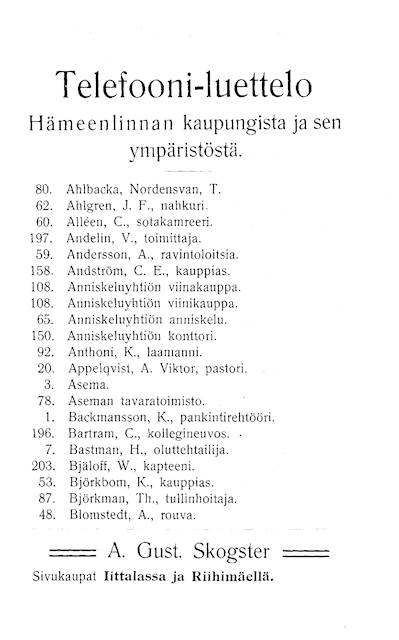 Telefooni-luettelo
Hämeenlinnan kaupungista ja sen
ympäristöstä.
80. Ahlbacka, Nordensvan, T.
62. Ahlgren, J. F., nahkuri.
60. Alléen, C., sotakamreeri.
197. Andelin, V., toimittaja.
59. Andersson, A., ravintoloitsia.
158. Andström, C. E., kauppias.
108. Anniskeluyhtiön viinakauppa.
108. Anniskeluyhtiön viinikauppa.
65. Anniskeluyhtiön anniskelu.
150. Anniskeluyhtiön konttori.
92. Anthoni, K., laamanni.
20. Appelqvist, A. Viktor, pastori.
3. Asema.
78. Aseman tavaratoimisto.
1. Backmansson, K., pankintirehtööri.
196. Bartram, C., kollegineuvos.
7. Bastman, H., oluttehtailija.
203. Bjäloff, W., kapteeni.
53. Björkbom, K., kauppias.
87. Björkman, Th., tullinhoitaja.
48. Blomstedt, A., rouva.
A. Gust. Skogster
Sivukaupat Iittalassa ja Riihimäellä.